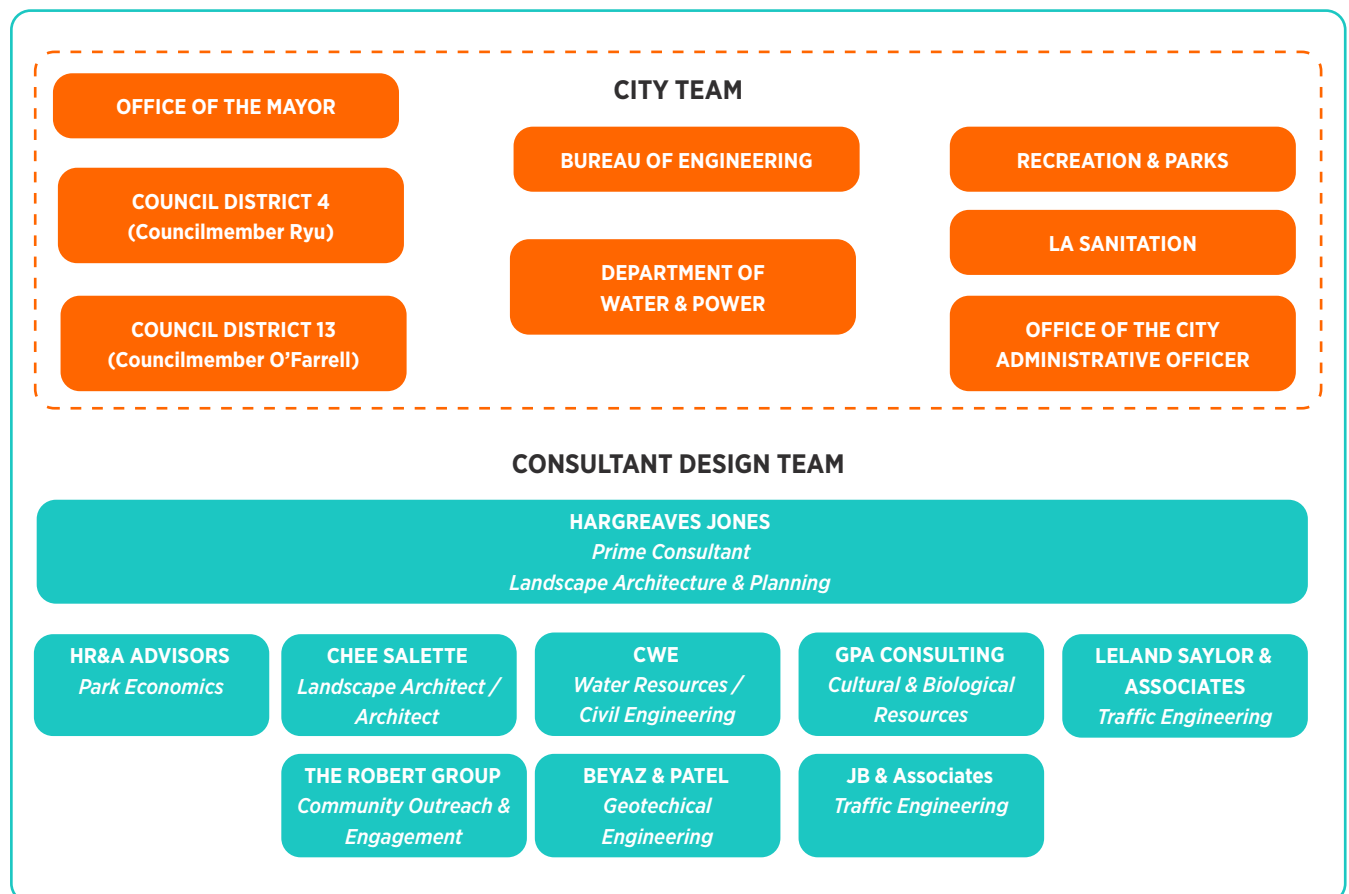 CITY TEAM
OFFICE OF THE MAYOR
COUNCIL DISTRICT 4
(Councilmember Ryu)
COUNCIL DISTRICT 13
(Councilmember O’Farrell)
BUREAU OF ENGINEERING
DEPARTMENT OF
WATER & POWER
RECREATION & PARKS
LA SANITATION
OFFICE OF THE CITY
ADMINISTRATIVE OFFICER
CONSULTANT DESIGN TEAM
HARGREAVES JONES
Prime Consultant
Landscape Architecture & Planning
HR&A ADVISORS
Park Economics
CHEE SALETTE
Landscape Architect /
Architect
CWE
Water Resources /
Civil Engineering
GPA CONSULTING
Cultural & Biological
Resources
LELAND SAYLOR &
ASSOCIATES
Traffic Engineering
THE ROBERT GROUP
Community Outreach &
Engagement
BEYAZ & PATEL
Geotechical
Engineering
JB & Associates
Traffic Engineering